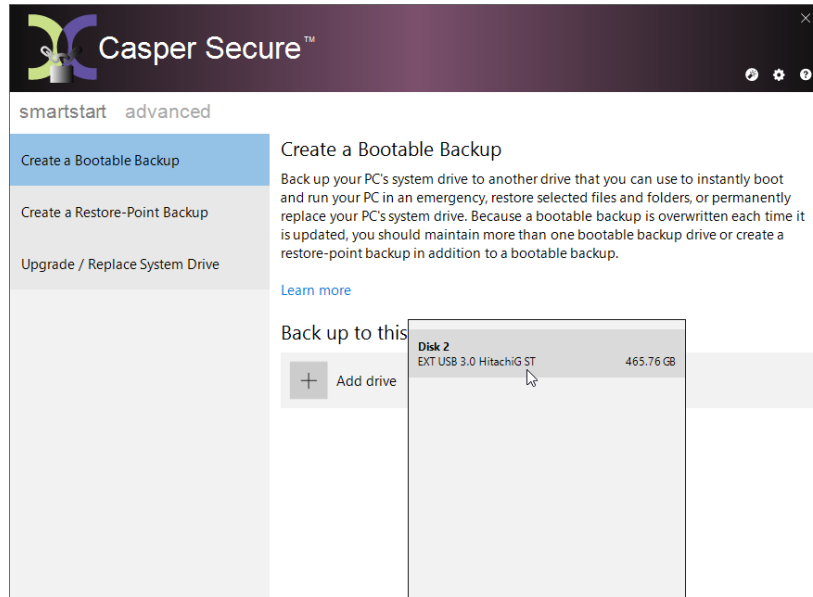 Casper Secure™
smartstart advanced
Create a Bootable Backup
Create a Restore-Point Backup
Upgrade / Replace System Drive
Create a Bootable Backup
Back up your PC's system drive to another drive that you can use to instantly boot
and run your PC in an emergency, restore selected files and folders, or permanently
replace your PC's system drive. Because a bootable backup is overwritten each time it
is updated, you should maintain more than one bootable backup drive or create a
restore-point backup in addition to a bootable backup.
Learn more
Back up to this
Add drive
Disk 2
EXT USB 3.0 HitachiG ST 465.76 GB